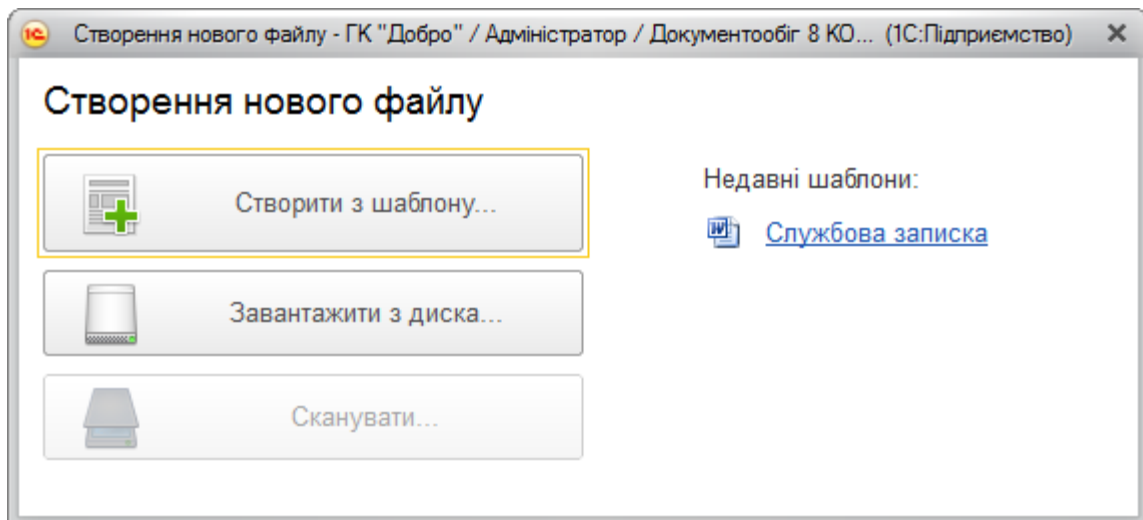 1С Створення нового файлу - ГК "Добро" / Адміністратор / Документообіг 8 КО... (1С:Підприємство)
Створення нового файлу
Створити з шаблону...
Недавні шаблони:
Службова записка
Завантажити з диска...
Сканувати...